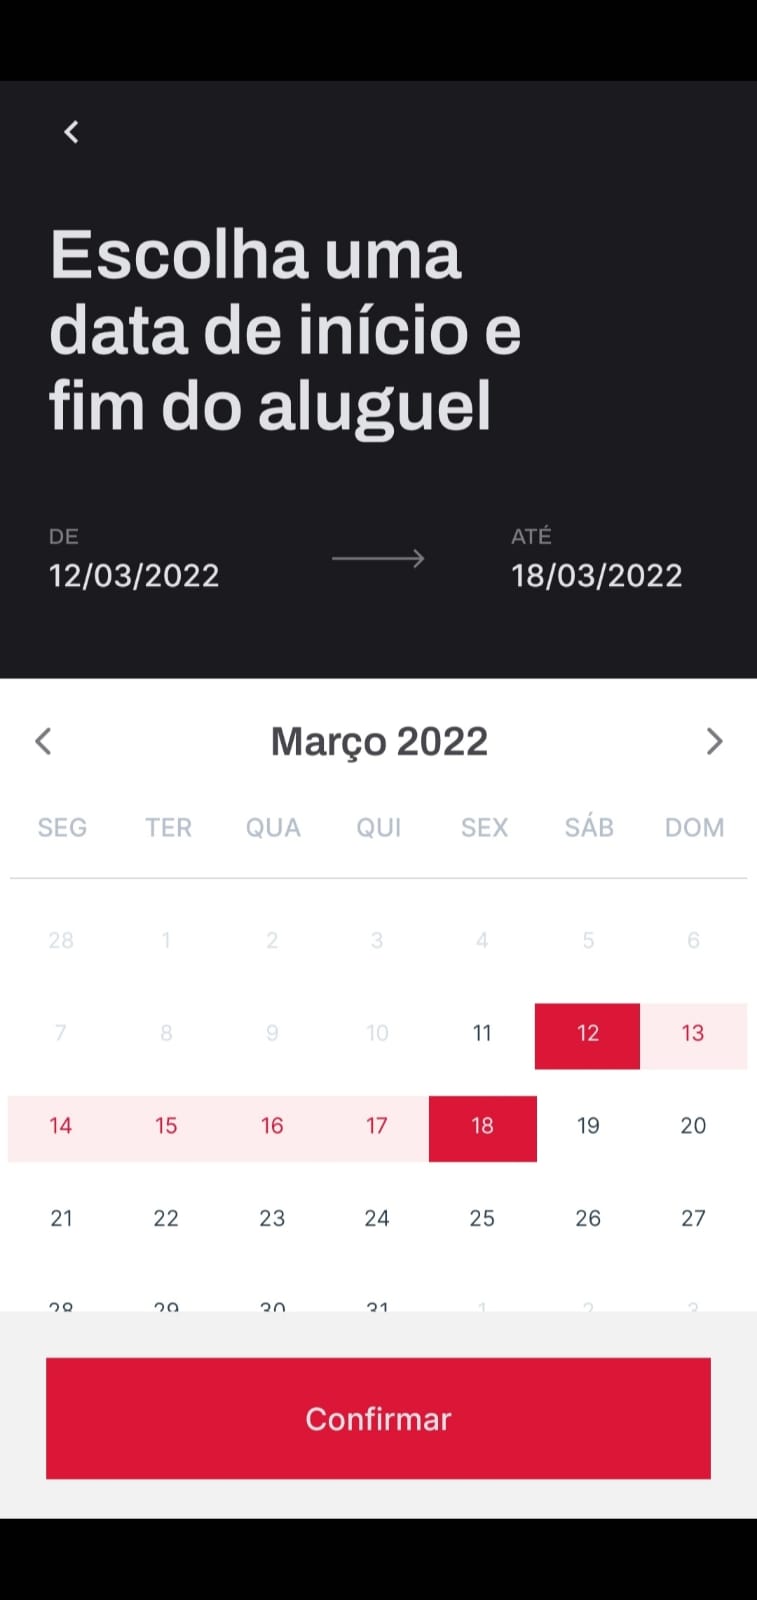 Escolha uma
data de início e
fim do aluguel
DE
ATÉ
12/03/2022
18/03/2022
Março 2022
SEG TER QUA QUI SEX SÁB DOM
28 1 2 3 4 5 6
7 8 9 10 11 12 13
14 15 16 17 18 19 20
21 22 23 24 25 26 27
28 29 30 31 1 2 3
Confirmar